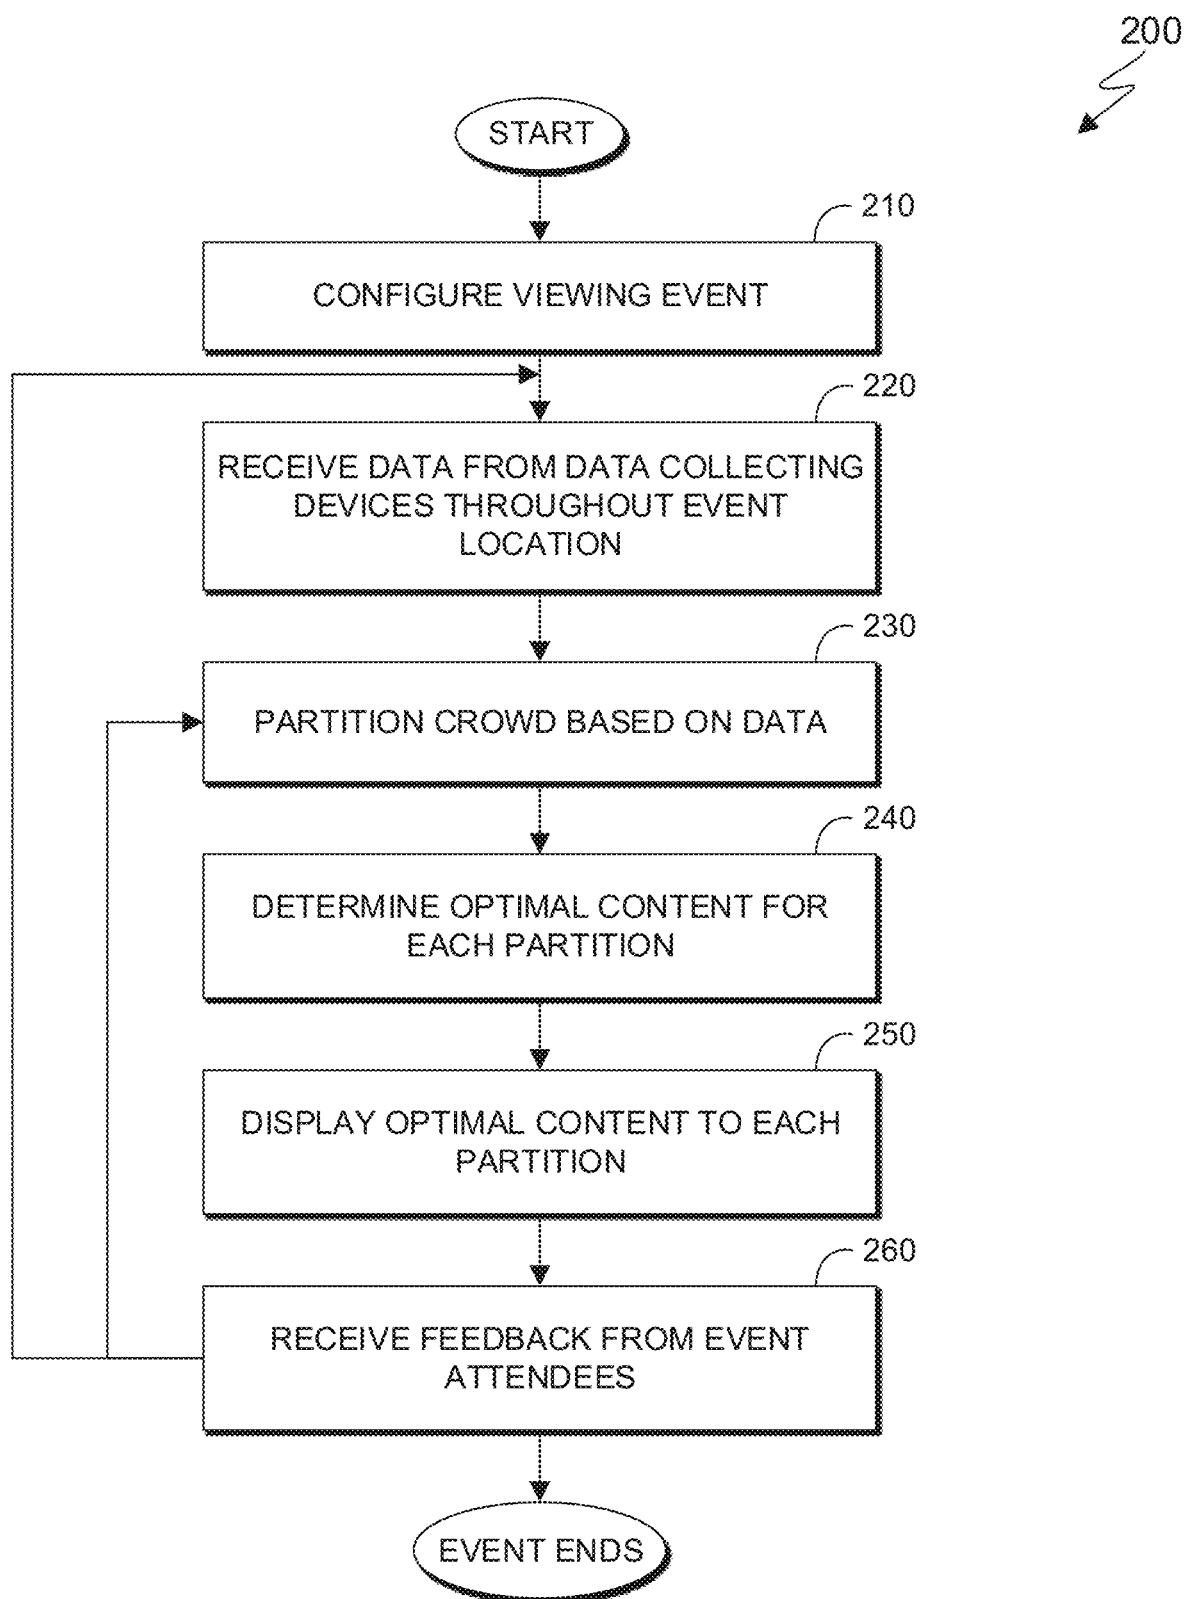 200
START
210
CONFIGURE VIEWING EVENT
220
RECEIVE DATA FROM DATA COLLECTING
DEVICES THROUGHOUT EVENT
LOCATION
230
PARTITION CROWD BASED ON DATA
240
DETERMINE OPTIMAL CONTENT FOR
EACH PARTITION
250
DISPLAY OPTIMAL CONTENT TO EACH
PARTITION
260
RECEIVE FEEDBACK FROM EVENT
ATTENDEES
EVENT ENDS